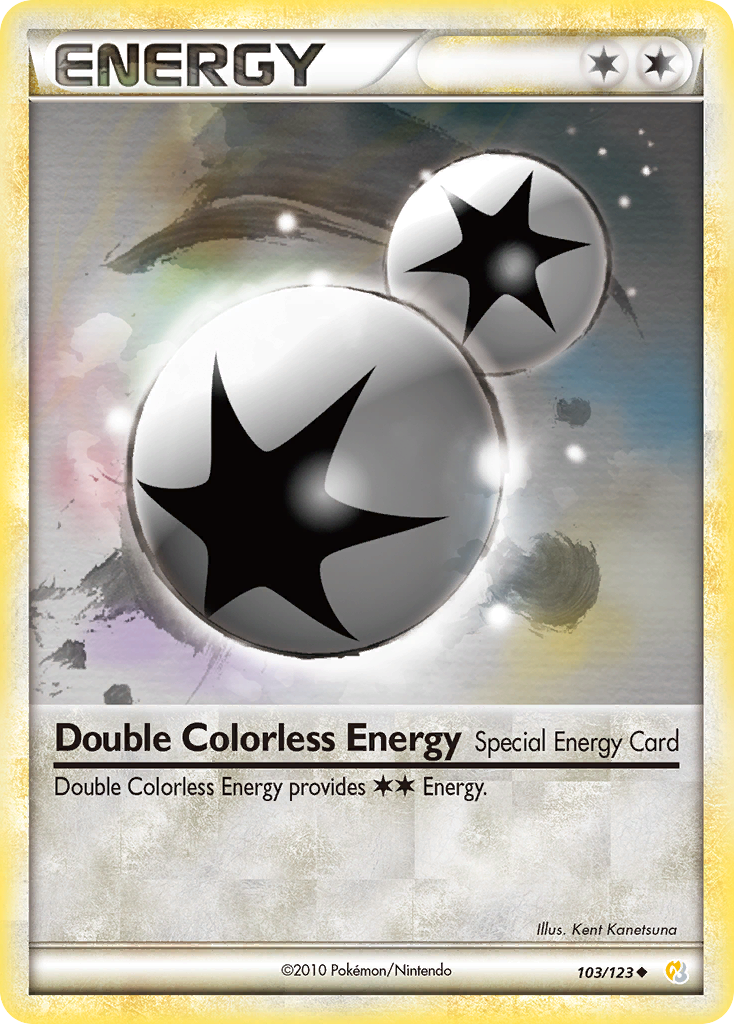 ENERGY
Double Colorless Energy Special Energy Card
Double Colorless Energy provides Energy.
Illus. Kent Kanetsuna
©2010 Pokémon/Nintendo
103/123